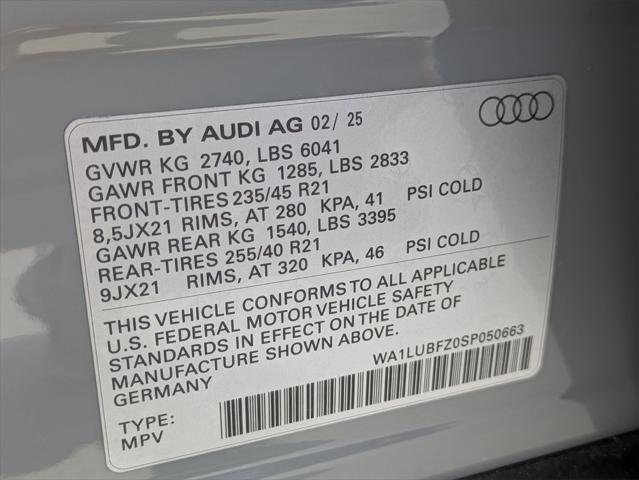 MFD. BY AUDI AG 02/ 25
GVWR KG 2740, LBS 6041
GAWR FRONT KG 1285, LBS 2833
FRONT-TIRES 235/45 R21
8,5JX21 RIMS, AT 280 KPA, 41 PSI COLD
GAWR REAR KG 1540, LBS 3395
REAR-TIRES 255/40 R21
9JX21 RIMS, AT 320 KPA, 46 PSI COLD
THIS VEHICLE CONFORMS TO ALL APPLICABLE
U.S. FEDERAL MOTOR VEHICLE SAFETY
STANDARDS IN EFFECT ON THE DATE OF
MANUFACTURE SHOWN ABOVE.
GERMANY
WA1LUBFZ0SP050663
TYPE:
MPV